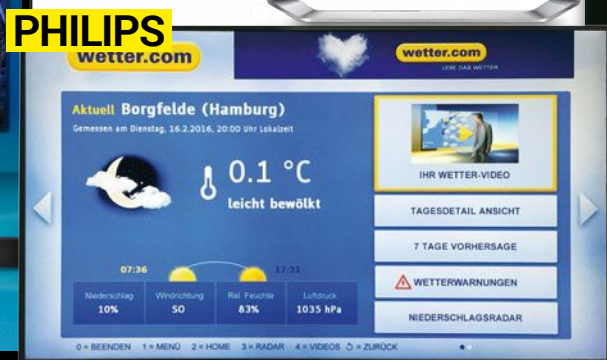 PHILIPS
wetter.com
wetter.com
LEBE DAS WETTER
Aktuell Borgfelde (Hamburg)
Gemessen am Dienstag, 16.2.2016, 20:00 Uhr Lokalzeit
0.1 °C
leicht bewölkt
07:36 17:31
Niederschlag Windrichtung Rel. Feuchte Luftdruck
10% SO 83% 1035 hPa
IHR WETTER-VIDEO
TAGESDETAIL ANSICHT
7 TAGE VORHERSAGE
WETTERWARNUNGEN
NIEDERSCHLAGSRADAR
0 = BEENDEN 1 = MENÜ 2 = HOME 3 = RADAR 4 = VIDEOS = ZURÜCK